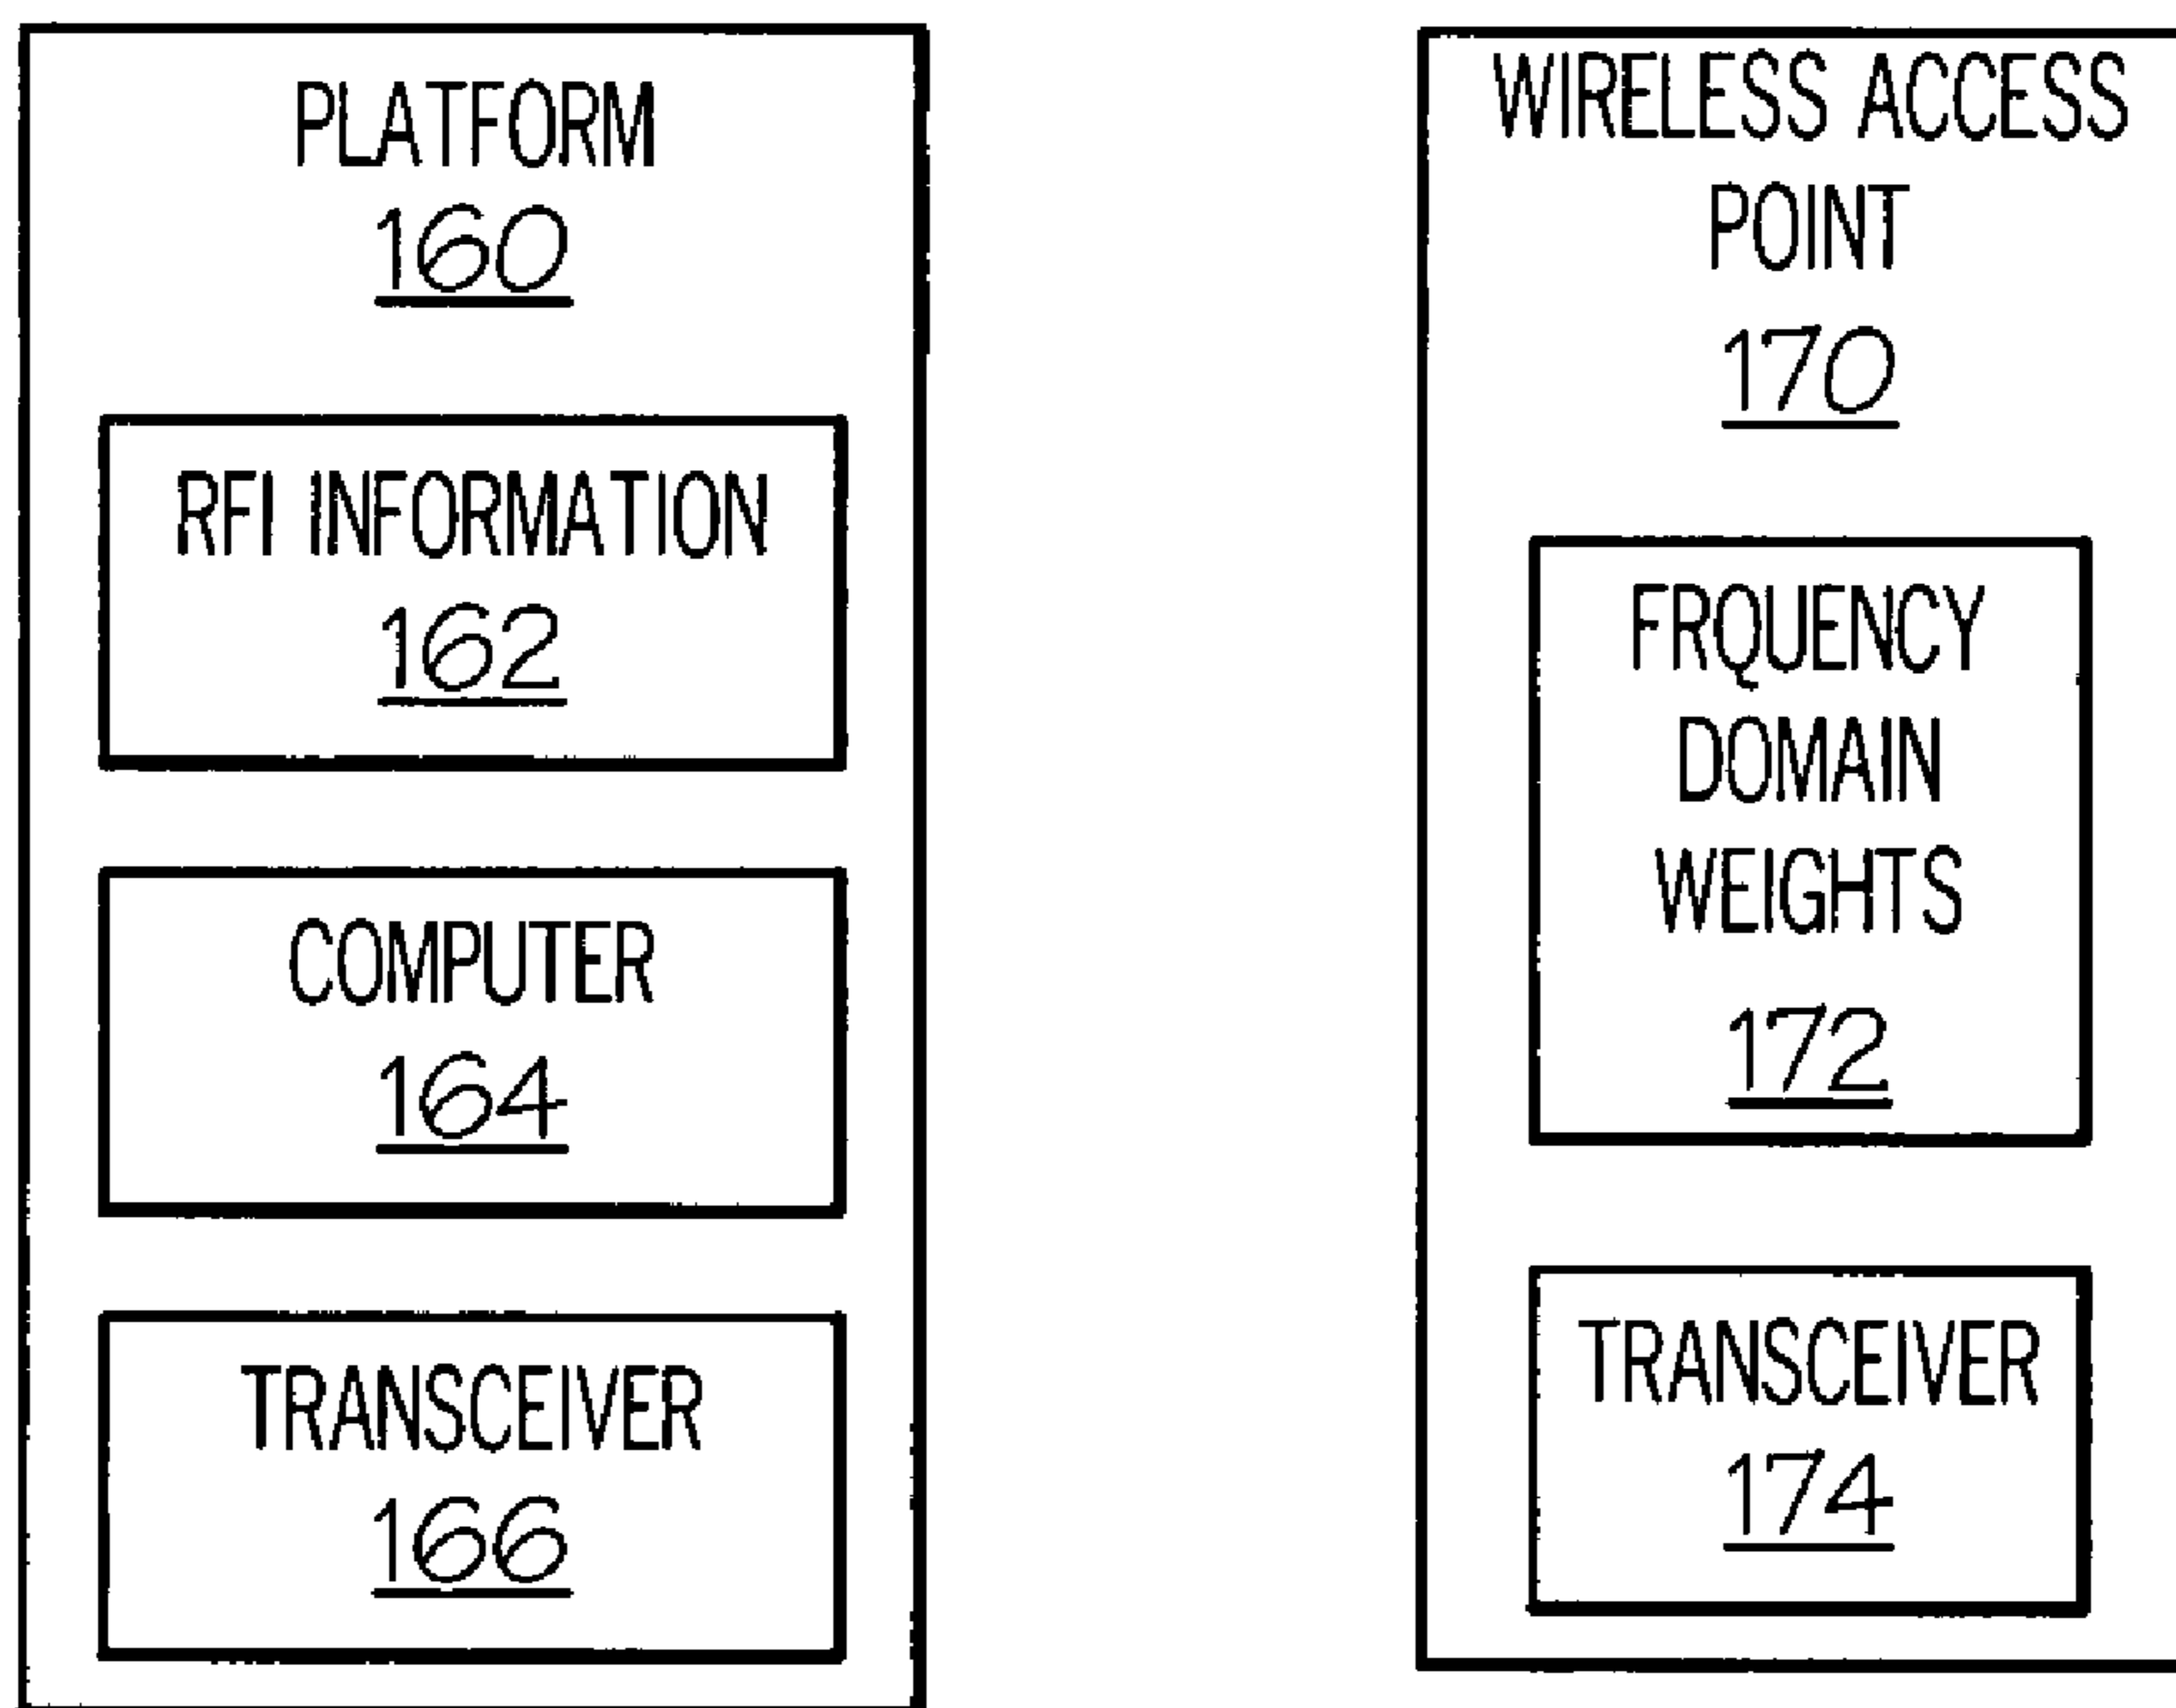 PLATFORM
160
RFI INFORMATION
162
COMPUTER
164
TRANSCEIVER
166
WIRELESS ACCESS
POINT
170
FRQUENCY
DOMAIN
WEIGHTS
172
TRANSCEIVER
174